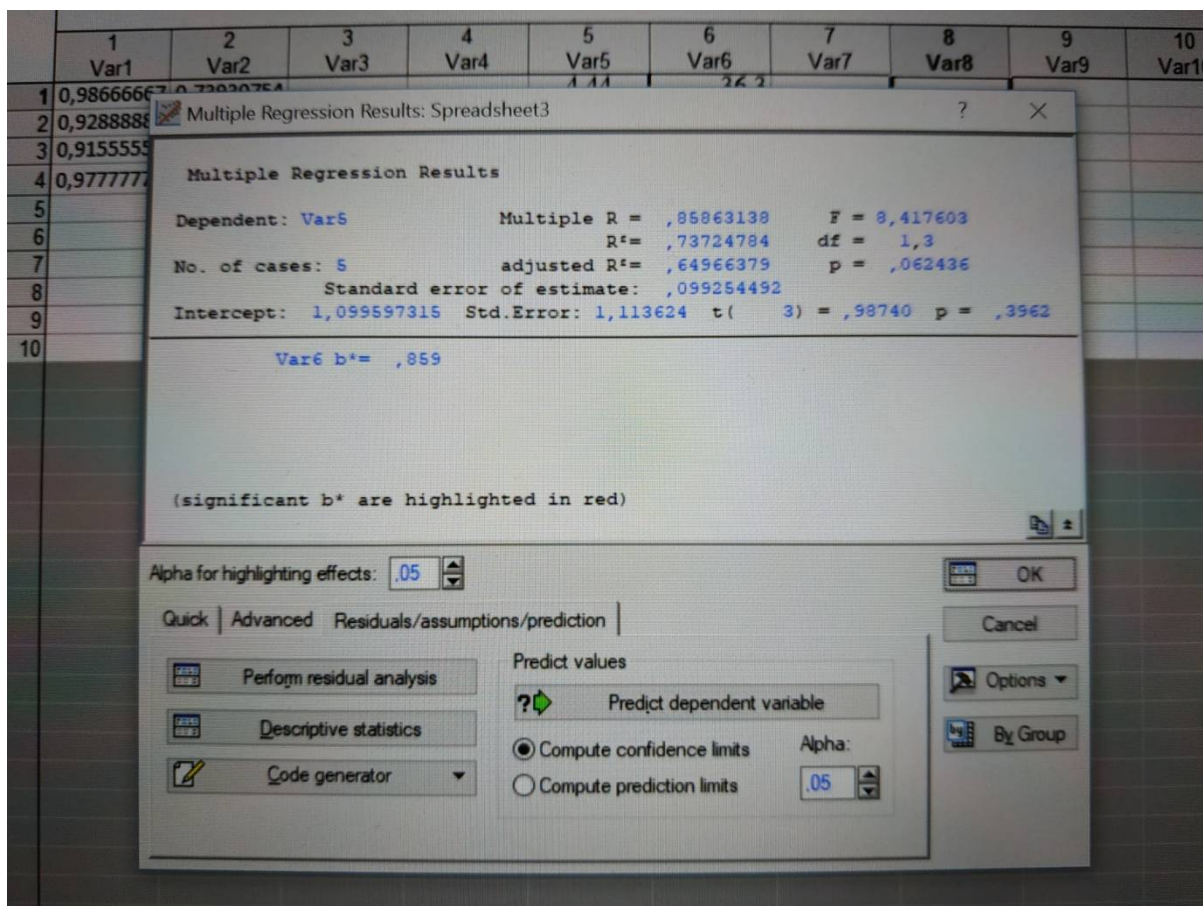 1 2 3 4 5 6 7 8 9 10
Var1 Var2 Var3 Var4 Var5 Var6 Var7 Var8 Var9
1 0,98666667 0,72920754 4,44 26,2
Multiple Regression Results: Spreadsheet3 ? ×
2 0,9288888
3 0,9155555
4 0,9777777
5
6
7
8
9
10
Multiple Regression Results
Dependent: Var5 Multiple R = ,85863138 F = 8,417603
R²= ,73724784 df = 1,3
No. of cases: 5 adjusted R²= ,64966379 p = ,062436
Standard error of estimate: ,099254492
Intercept: 1,099597315 Std.Error: 1,113624 t( 3) = ,98740 p = ,3962
Var6 b*= ,859
(significant b* are highlighted in red)
Alpha for highlighting effects: .05
OK
Quick Advanced Residuals/assumptions/prediction
Cancel
Perform residual analysis
Predict values
Options
?
Predict dependent variable
Descriptive statistics
By Group
Compute confidence limits Alpha:
Code generator
Compute prediction limits .05